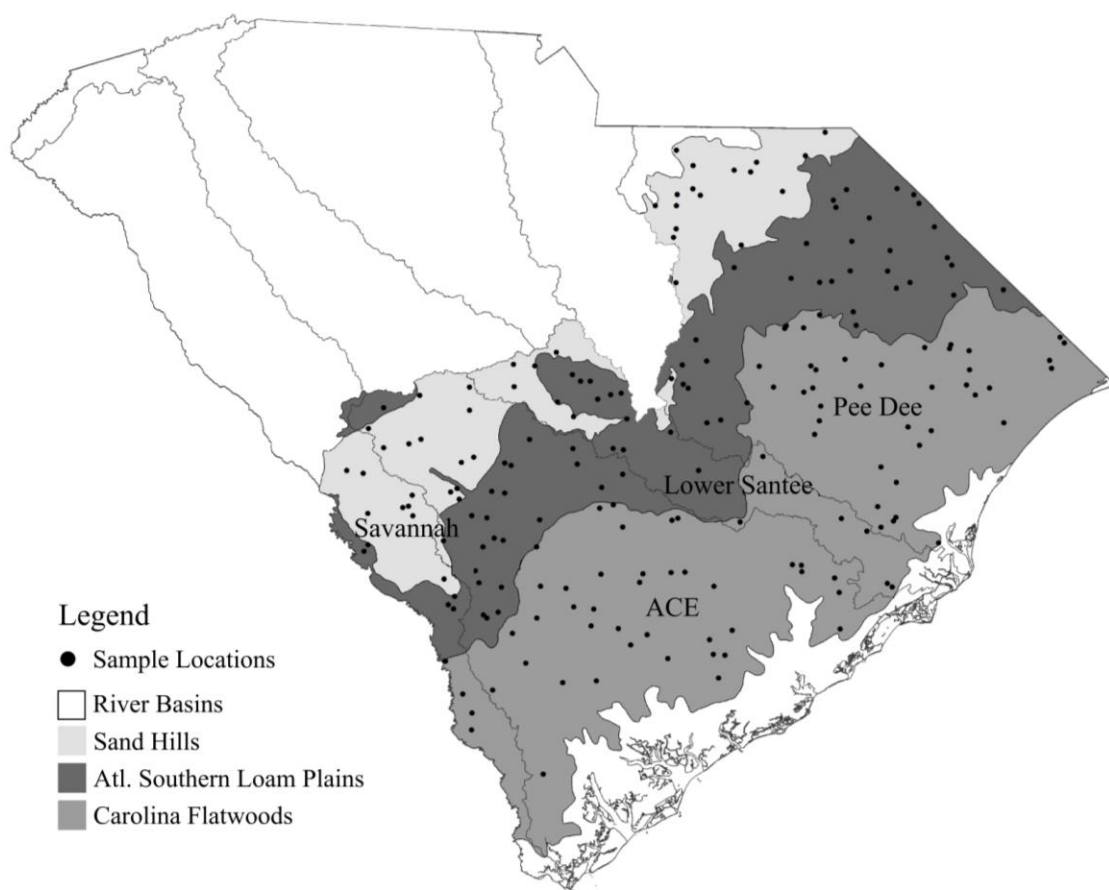 Pee Dee
Lower Santee
Savannah
ACE
Legend
Sample Locations
River Basins
Sand Hills
Atl. Southern Loam Plains
Carolina Flatwoods